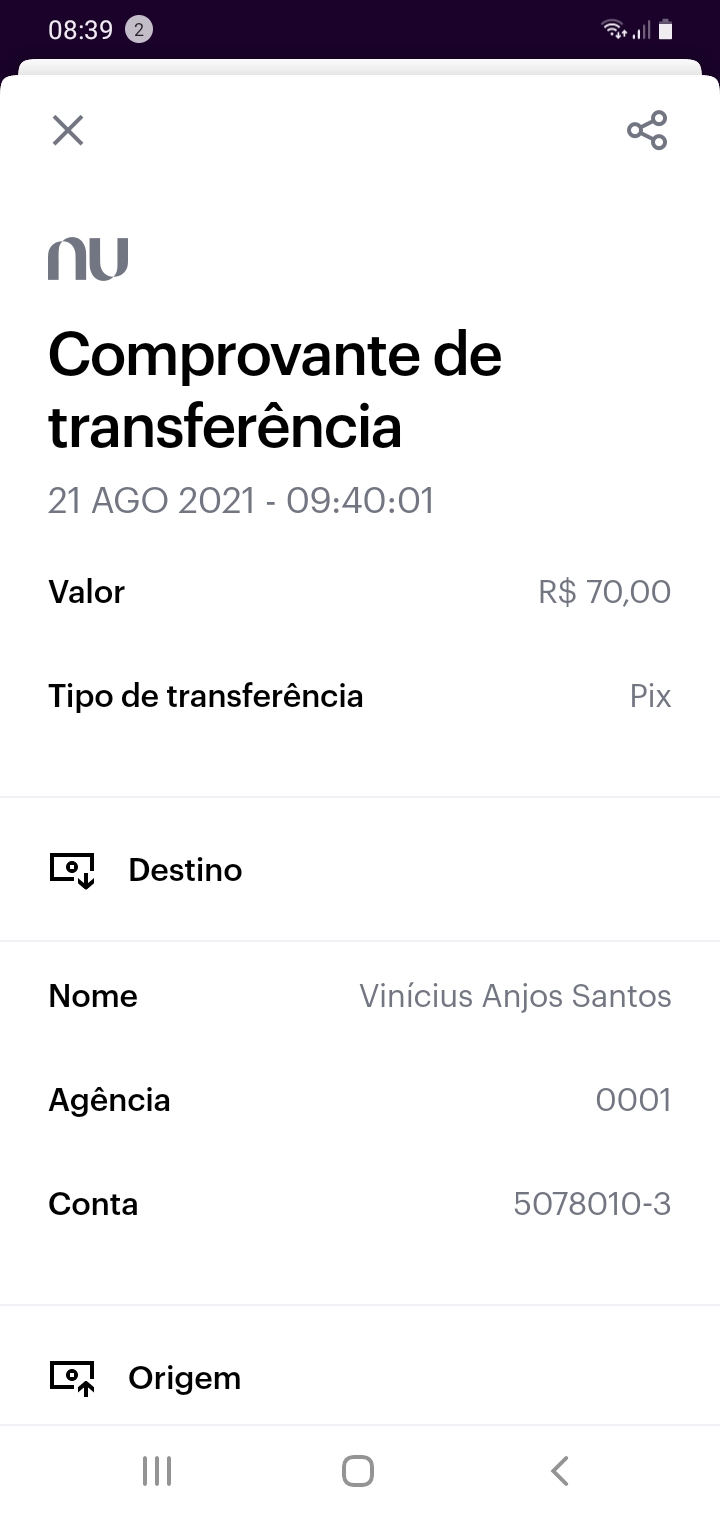 08:39 2
nu
Comprovante de
transferência
21 AGO 2021 - 09:40:01
Valor R$ 70,00
Tipo de transferência Pix
Destino
Nome Vinícius Anjos Santos
Agência 0001
Conta 5078010-3
Origem